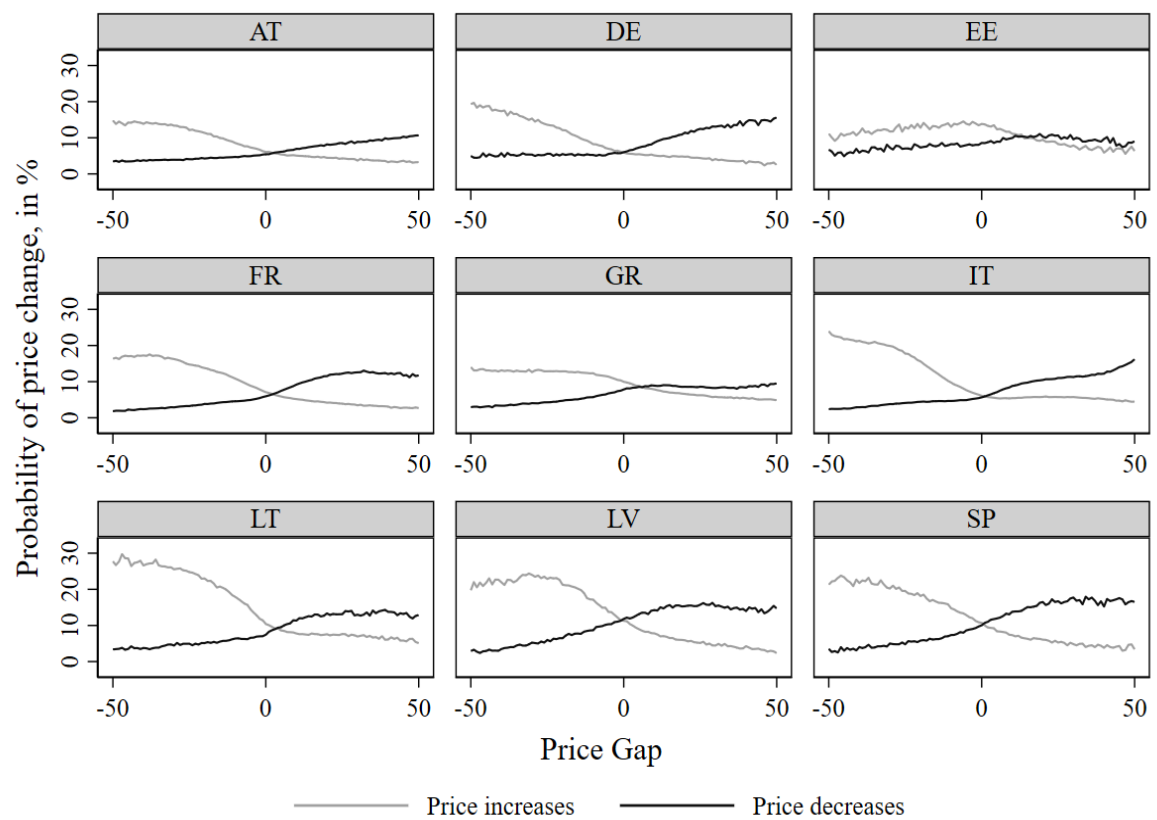 AT DE EE
Probability of price change, in %
0 10 20 30
-50 0 50 -50 0 50 -50 0 50
FR GR IT
0 10 20 30
-50 0 50 -50 0 50 -50 0 50
LT LV SP
0 10 20 30
-50 0 50 -50 0 50 -50 0 50
Price Gap
Price increases Price decreases